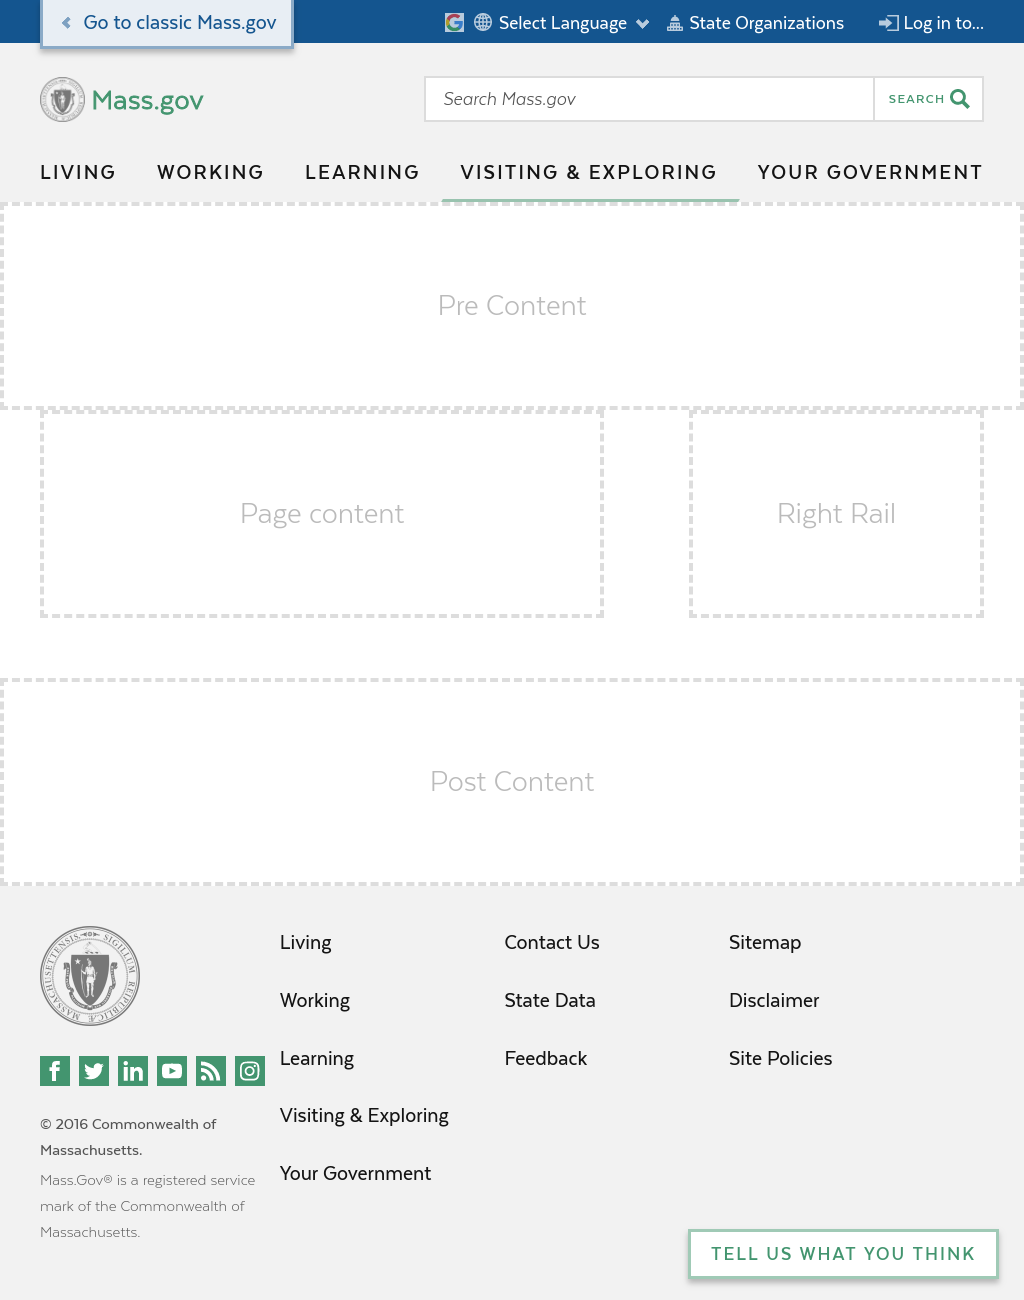 Go to classic Mass.gov
Select Language
State Organizations
Log in to...
Mass.gov
Search Mass.gov
SEARCH
LIVING
WORKING
LEARNING
VISITING & EXPLORING
YOUR GOVERNMENT
Pre Content
Page content
Right Rail
Post Content
Living
Working
Learning
Visiting & Exploring
Your Government
Contact Us
State Data
Feedback
Sitemap
Disclaimer
Site Policies
© 2016 Commonwealth of
Massachusetts.
Mass.Gov® is a registered service
mark of the Commonwealth of
Massachusetts.
TELL US WHAT YOU THINK